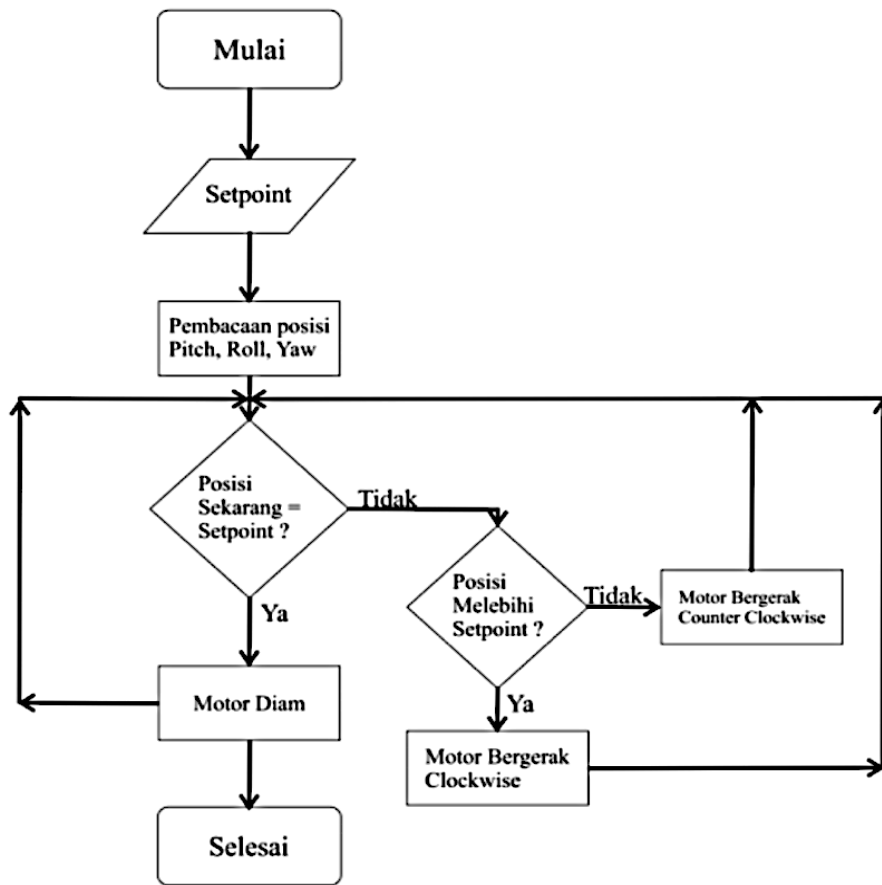 Mulai
Setpoint
Pembacaan posisi
Pitch, Roll, Yaw
Posisi
Sekarang =
Setpoint ?
Tidak
Ya
Posisi
Melebihi
Setpoint ?
Tidak
Motor Bergerak
Counter Clockwise
Ya
Motor Diam
Motor Bergerak
Clockwise
Selesai